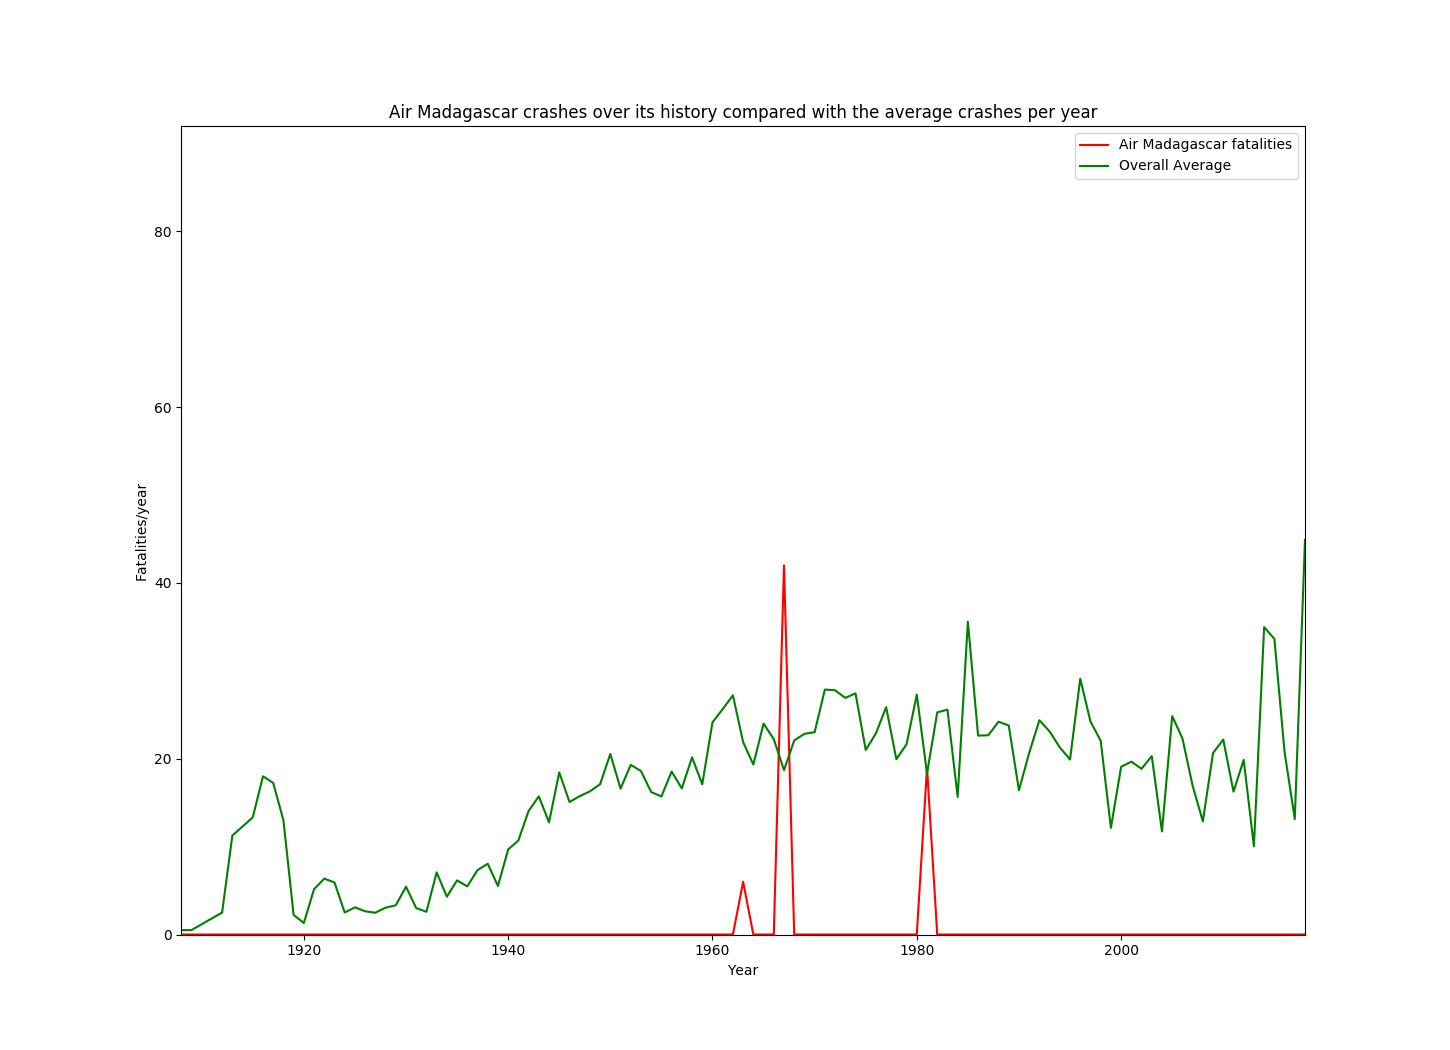 Air Madagascar crashes over its history compared with the average crashes per year
Air Madagascar fatalities
Overall Average
80
60
40
20
0
Fatalities/year
1920 1940 1960 1980 2000
Year